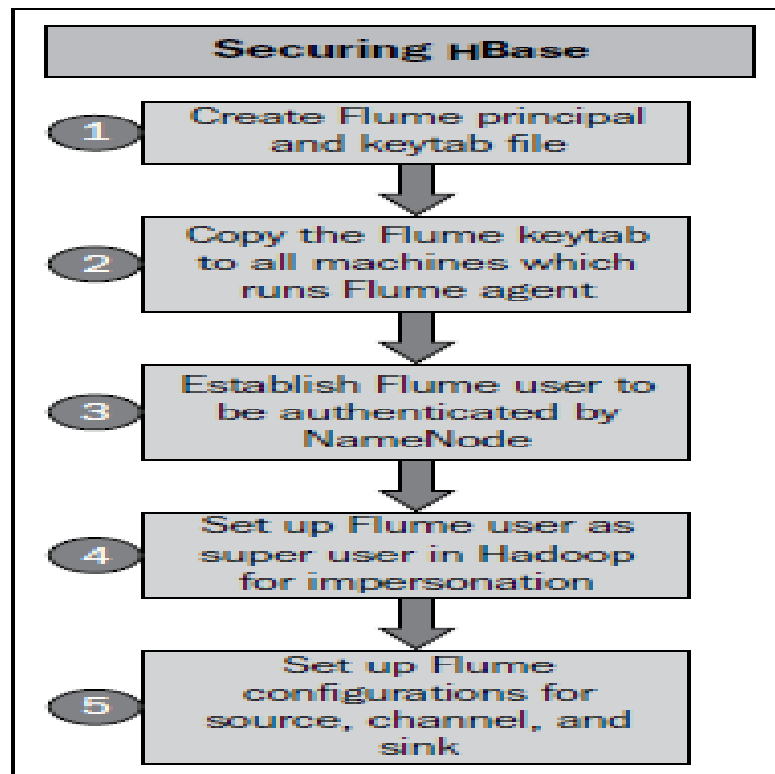 Securing HBase
1
Create Flume principal
and keytab file
2
Copy the Flume keytab
to all machines which
runs Flume agent
3
Establish Flume user to
be authenticated by
NameNode
4
Set up Flume user as
super user in Hadoop
for impersonation
5
Set up Flume
configurations for
source, channel, and
sink